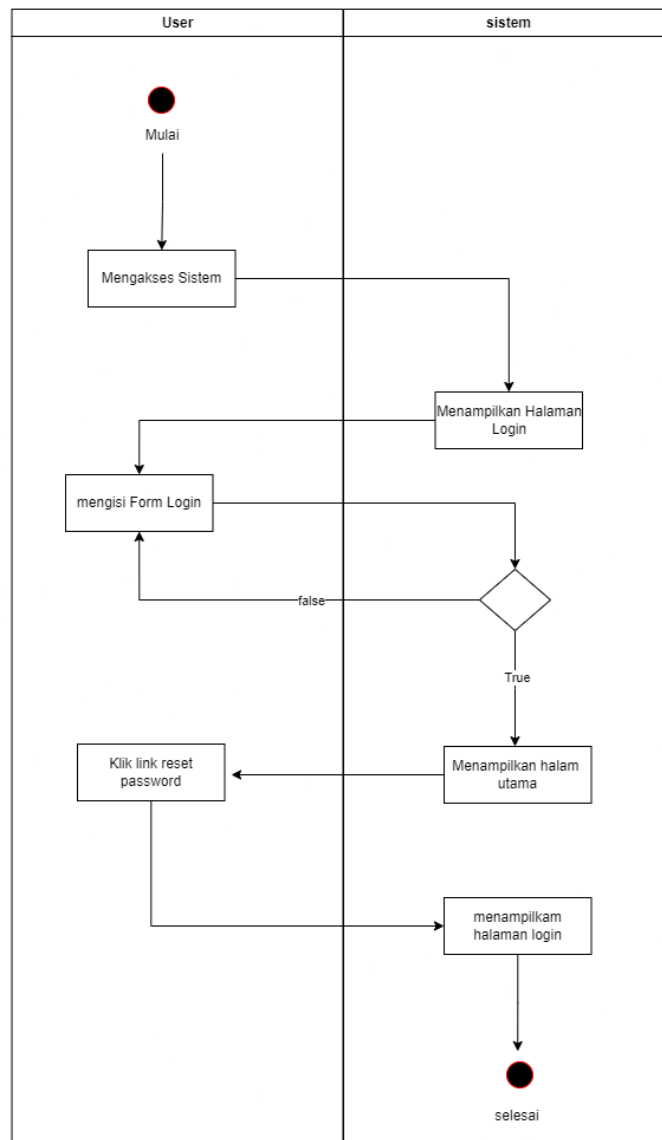 User
sistem
Mulai
Mengakses Sistem
Menampilkan Halaman
Login
mengisi Form Login
false
True
Klik link reset
password
Menampilkan halam
utama
menampilkam
halaman login
selesai